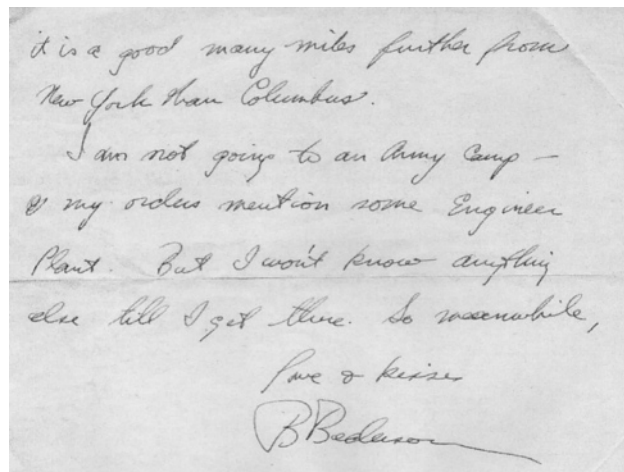 it is a good many miles further from
New York than Columbus.
I am not going to an Army Camp –
& my orders mention some Engineer
Plant. But I won't know anything
else till I get there. So meanwhile,
Love & kisses
B Bederson